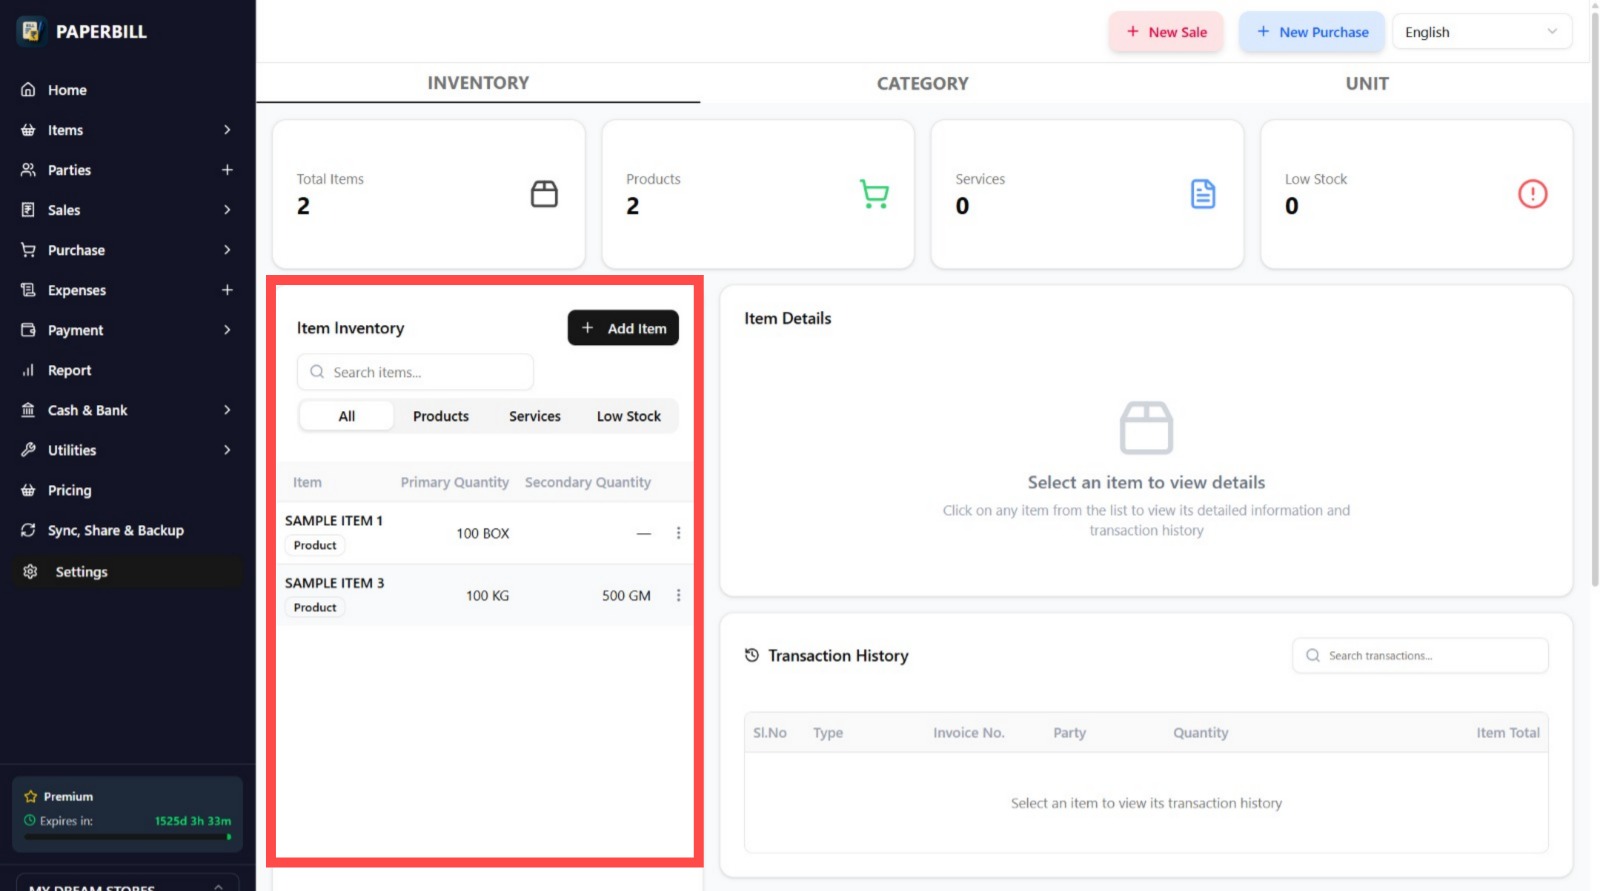 PAPERBILL
+ New Sale
+ New Purchase
English
Home
Items
Parties
Sales
Purchase
Expenses
Payment
Report
Cash & Bank
Utilities
Pricing
Sync, Share & Backup
Settings
Premium
Expires in: 1525d 3h 33m
MY DREAM STORES
INVENTORY
CATEGORY
UNIT
Total Items
2
Products
2
Services
0
Low Stock
0
Item Inventory
+ Add Item
Search items...
All Products Services Low Stock
Item Primary Quantity Secondary Quantity
SAMPLE ITEM 1 100 BOX —
Product
SAMPLE ITEM 3 100 KG 500 GM
Product
Item Details
Select an item to view details
Click on any item from the list to view its detailed information and
transaction history
Transaction History
Search transactions...
Sl.No Type Invoice No. Party Quantity Item Total
Select an item to view its transaction history